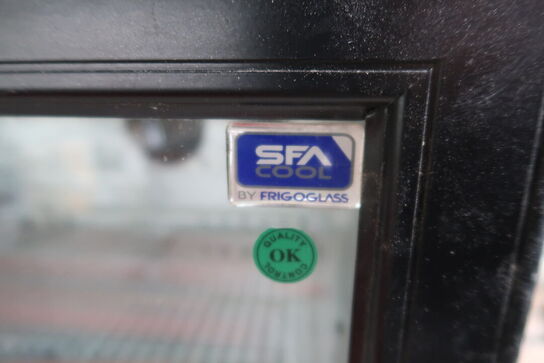 SFA
COOL
BY FRIGOGLASS
QUALITY
OK
CONTROL